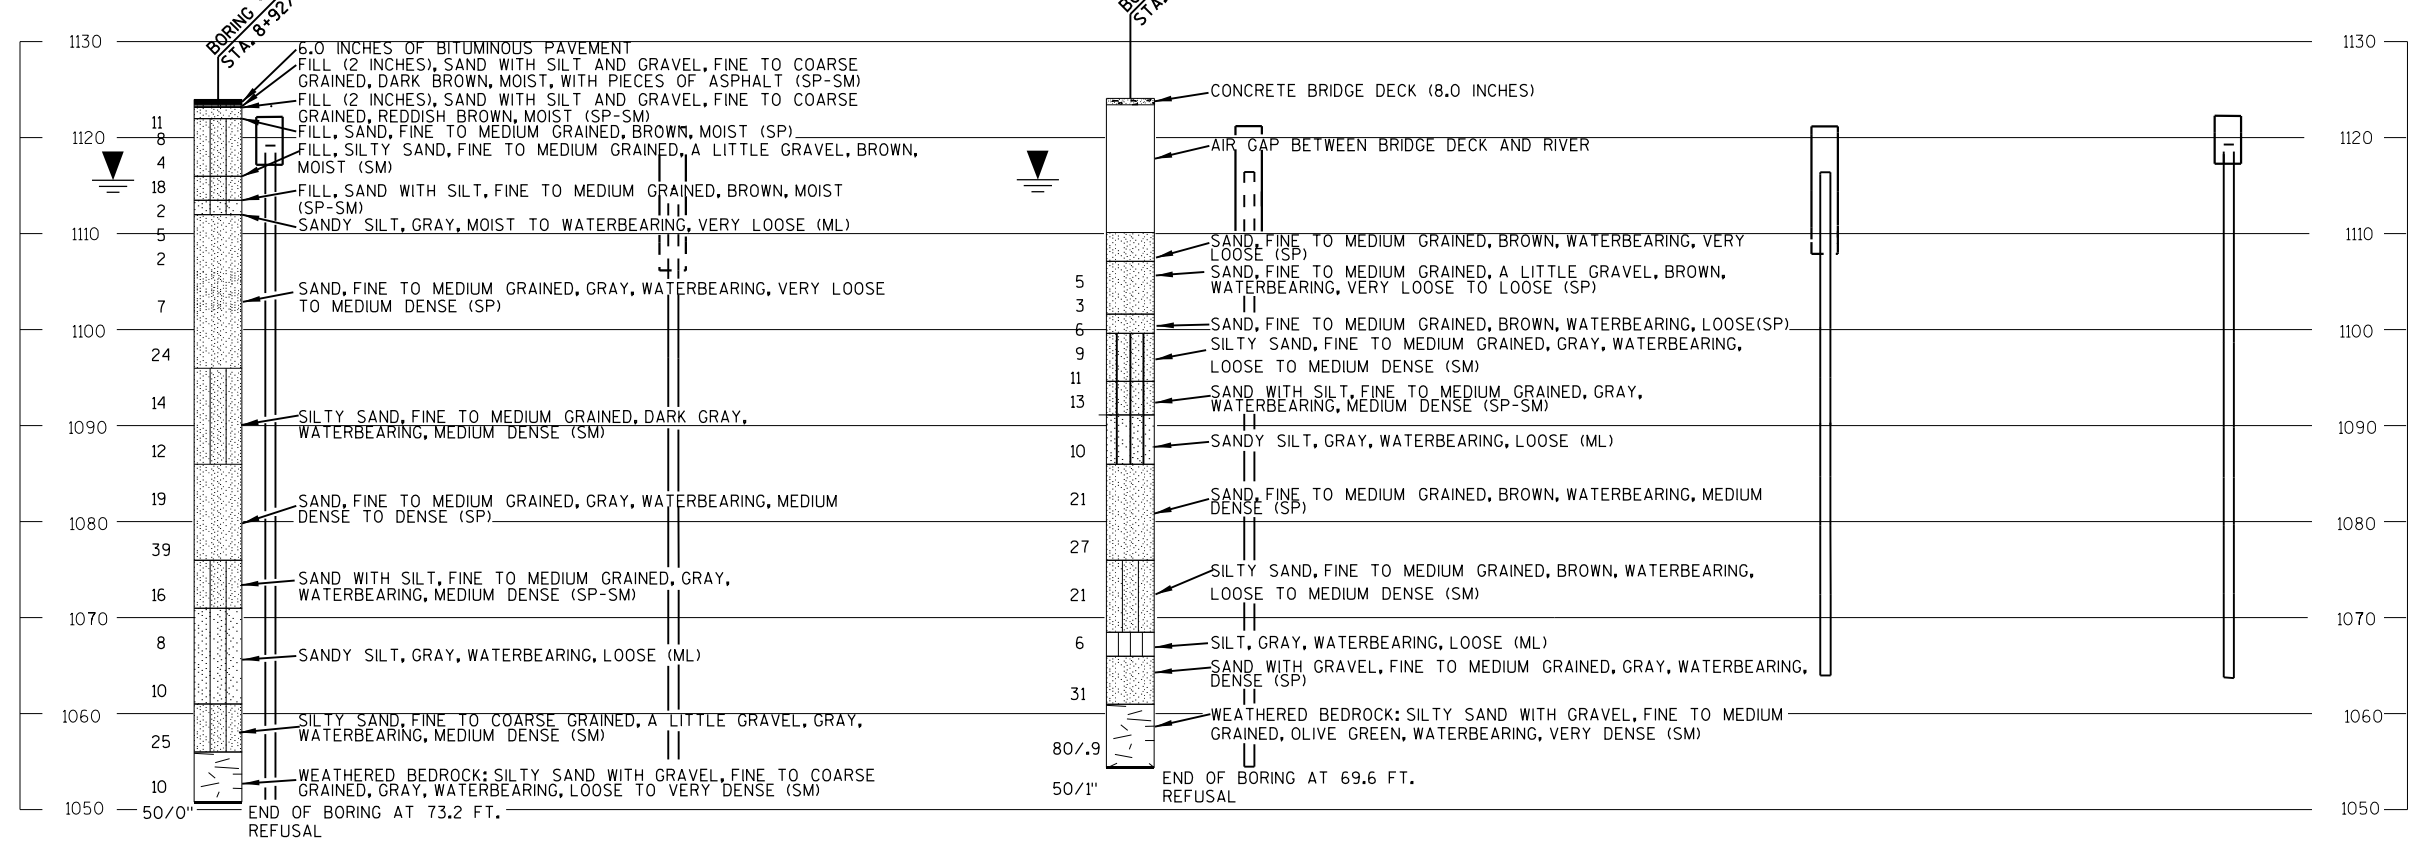 BORING
STA. 8+92
BO
STA.
1130
1120
1110
1100
1090
1080
1070
1060
1050
11
8
4
18
2
5
2
7
24
14
12
19
39
16
8
10
25
10
50/0"
6.0 INCHES OF BITUMINOUS PAVEMENT
FILL (2 INCHES), SAND WITH SILT AND GRAVEL, FINE TO COARSE
GRAINED, DARK BROWN, MOIST, WITH PIECES OF ASPHALT (SP-SM)
FILL (2 INCHES), SAND WITH SILT AND GRAVEL, FINE TO COARSE
GRAINED, REDDISH BROWN, MOIST (SP-SM)
FILL, SAND, FINE TO MEDIUM GRAINED, BROWN, MOIST (SP)
FILL, SILTY SAND, FINE TO MEDIUM GRAINED, A LITTLE GRAVEL, BROWN,
MOIST (SM)
FILL, SAND WITH SILT, FINE TO MEDIUM GRAINED, BROWN, MOIST
(SP-SM)
SANDY SILT, GRAY, MOIST TO WATERBEARING, VERY LOOSE (ML)
SAND, FINE TO MEDIUM GRAINED, GRAY, WATERBEARING, VERY LOOSE
TO MEDIUM DENSE (SP)
SILTY SAND, FINE TO MEDIUM GRAINED, DARK GRAY,
WATERBEARING, MEDIUM DENSE (SM)
SAND, FINE TO MEDIUM GRAINED, GRAY, WATERBEARING, MEDIUM
DENSE TO DENSE (SP)
SAND WITH SILT, FINE TO MEDIUM GRAINED, GRAY,
WATERBEARING, MEDIUM DENSE (SP-SM)
SANDY SILT, GRAY, WATERBEARING, LOOSE (ML)
SILTY SAND, FINE TO COARSE GRAINED, A LITTLE GRAVEL, GRAY,
WATERBEARING, MEDIUM DENSE (SM)
WEATHERED BEDROCK: SILTY SAND WITH GRAVEL, FINE TO COARSE
GRAINED, GRAY, WATERBEARING, LOOSE TO VERY DENSE (SM)
END OF BORING AT 73.2 FT.
REFUSAL
5
3
6
9
11
13
10
21
27
21
6
31
80/.9
50/1"
CONCRETE BRIDGE DECK (8.0 INCHES)
AIR GAP BETWEEN BRIDGE DECK AND RIVER
SAND, FINE TO MEDIUM GRAINED, BROWN, WATERBEARING, VERY
LOOSE (SP)
SAND, FINE TO MEDIUM GRAINED, A LITTLE GRAVEL, BROWN,
WATERBEARING, VERY LOOSE TO LOOSE (SP)
SAND, FINE TO MEDIUM GRAINED, BROWN, WATERBEARING, LOOSE(SP)
SILTY SAND, FINE TO MEDIUM GRAINED, GRAY, WATERBEARING,
LOOSE TO MEDIUM DENSE (SM)
SAND WITH SILT, FINE TO MEDIUM GRAINED, GRAY,
WATERBEARING, MEDIUM DENSE (SP-SM)
SANDY SILT, GRAY, WATERBEARING, LOOSE (ML)
SAND, FINE TO MEDIUM GRAINED, BROWN, WATERBEARING, MEDIUM
DENSE (SP)
SILTY SAND, FINE TO MEDIUM GRAINED, BROWN, WATERBEARING,
LOOSE TO MEDIUM DENSE (SM)
SILT, GRAY, WATERBEARING, LOOSE (ML)
SAND WITH GRAVEL, FINE TO MEDIUM GRAINED, GRAY, WATERBEARING,
DENSE (SP)
WEATHERED BEDROCK: SILTY SAND WITH GRAVEL, FINE TO MEDIUM
GRAINED, OLIVE GREEN, WATERBEARING, VERY DENSE (SM)
END OF BORING AT 69.6 FT.
REFUSAL
1130
1120
1110
1100
1090
1080
1070
1060
1050